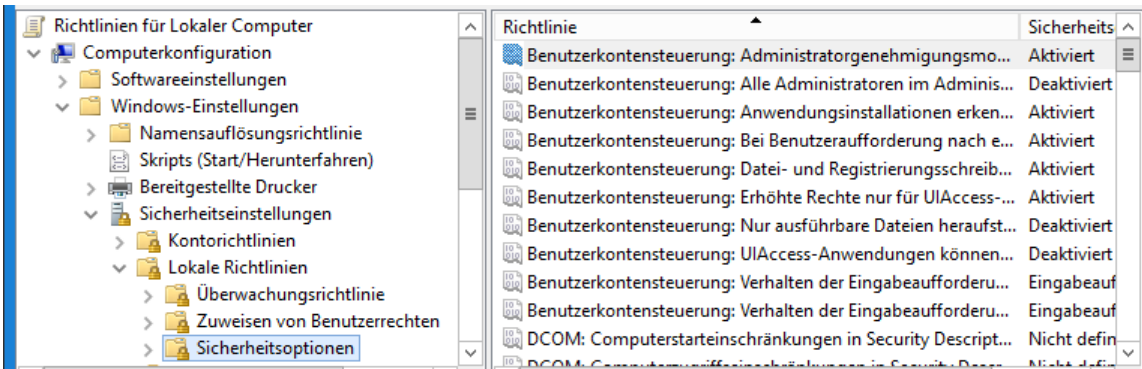 Richtlinien für Lokaler Computer
Computerkonfiguration
Softwareeinstellungen
Windows-Einstellungen
Namensauflösungsrichtlinie
Skripts (Start/Herunterfahren)
Bereitgestellte Drucker
Sicherheitseinstellungen
Kontorichtlinien
Lokale Richtlinien
Überwachungsrichtlinie
Zuweisen von Benutzerrechten
Sicherheitsoptionen
Richtlinie Sicherheits
Benutzerkontensteuerung: Administratorgenehmigungsmo... Aktiviert
Benutzerkontensteuerung: Alle Administratoren im Adminis... Deaktiviert
Benutzerkontensteuerung: Anwendungsinstallationen erken... Aktiviert
Benutzerkontensteuerung: Bei Benutzeraufforderung nach e... Aktiviert
Benutzerkontensteuerung: Datei- und Registrierungsschreib... Aktiviert
Benutzerkontensteuerung: Erhöhte Rechte nur für UIAccess-... Aktiviert
Benutzerkontensteuerung: Nur ausführbare Dateien heraufst... Deaktiviert
Benutzerkontensteuerung: UIAccess-Anwendungen können... Deaktiviert
Benutzerkontensteuerung: Verhalten der Eingabeaufforderu... Eingabeauf
Benutzerkontensteuerung: Verhalten der Eingabeaufforderu... Eingabeauf
DCOM: Computerstarteinschränkungen in Security Descript... Nicht defin